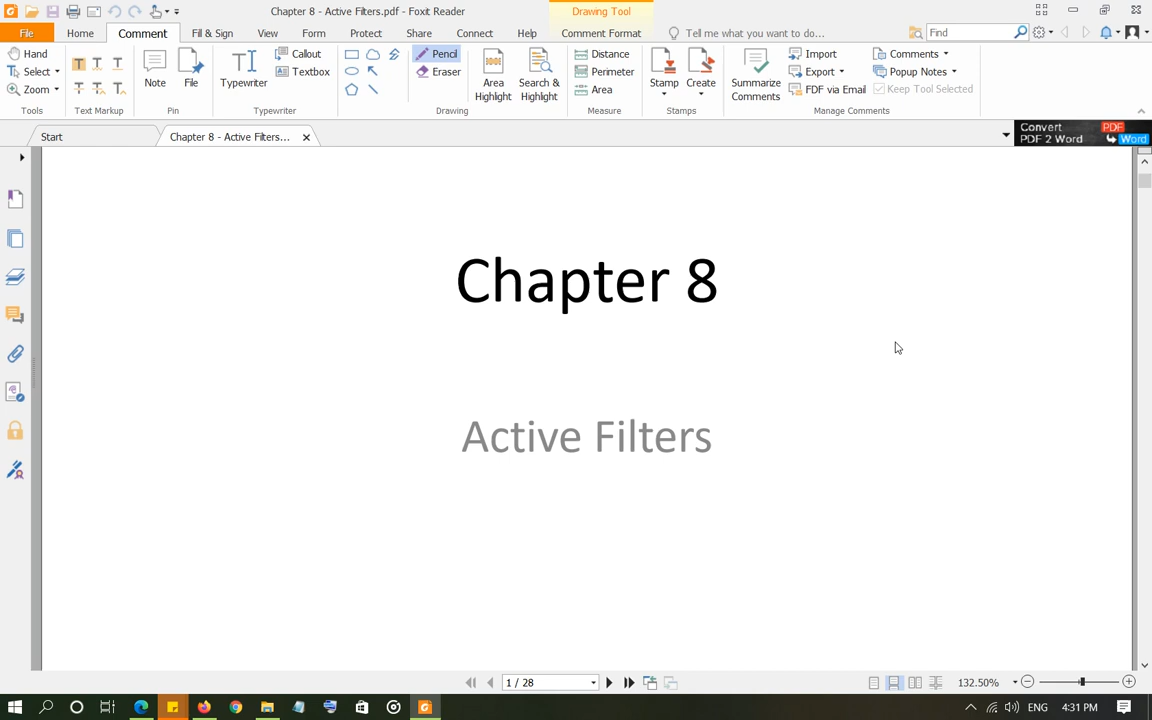 Chapter 8 - Active Filters.pdf - Foxit Reader
Drawing Tool
File
Home
Comment
Fill & Sign
View
Form
Protect
Share
Connect
Help
Comment Format
Tell me what you want to do...
Find
Hand
Select
Zoom
Tools
Text Markup
Note
File
Pin
Typewriter
Callout
Textbox
Typewriter
Pencil
Eraser
Drawing
Area
Highlight
Search &
Highlight
Distance
Perimeter
Area
Measure
Stamp
Create
Stamps
Summarize
Comments
Import
Export
FDF via Email
Comments
Popup Notes
Keep Tool Selected
Manage Comments
Start
Chapter 8 - Active Filters...
Convert PDF
PDF 2 Word Word
Chapter 8
Active Filters
1 / 28
132.50%
ENG
4:31 PM